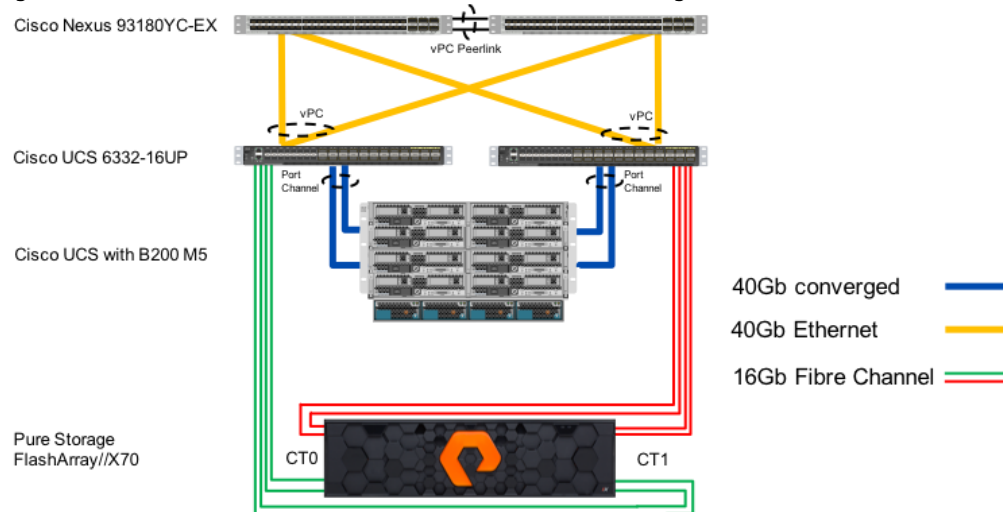 Cisco Nexus 93180YC-EX
vPC Peerlink
vPC
vPC
Cisco UCS 6332-16UP
Port
Channel
Port
Channel
Cisco UCS with B200 M5
40Gb converged
40Gb Ethernet
16Gb Fibre Channel
Pure Storage
FlashArray//X70
CT0
CT1